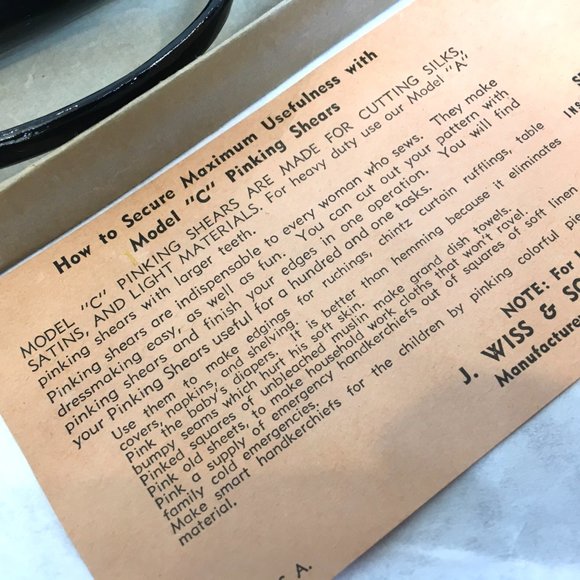 How to Secure Maximum Usefulness with
Model "C" Pinking Shears
MODEL "C" PINKING SHEARS ARE MADE FOR CUTTING SILKS,
SATINS, AND LIGHT MATERIALS. For heavy duty use our Model "A"
pinking shears with larger teeth.
Pinking shears are indispensable to every woman who sews. They make
dressmaking easy, as well as fun. You can cut out your pattern with
pinking shears and finish your edges in one operation. You will find
your Pinking Shears useful for a hundred and one tasks.
Use them to make edgings for ruchings, chintz curtain rufflings, table
covers, napkins, and shelving.
Pink the baby's diapers, it is better than hemming because it eliminates
bumpy seams which hurt his soft skin.
Pinked squares of unbleached muslin make grand dish towels.
Pink old sheets, to make household work cloths that won't ravel.
Pink a supply of emergency handkerchiefs out of squares of soft linen
family cold emergencies.
Make smart handkerchiefs for the children by pinking colorful
material.
NOTE: For
J. WISS &
Manufacturers
A.
IN